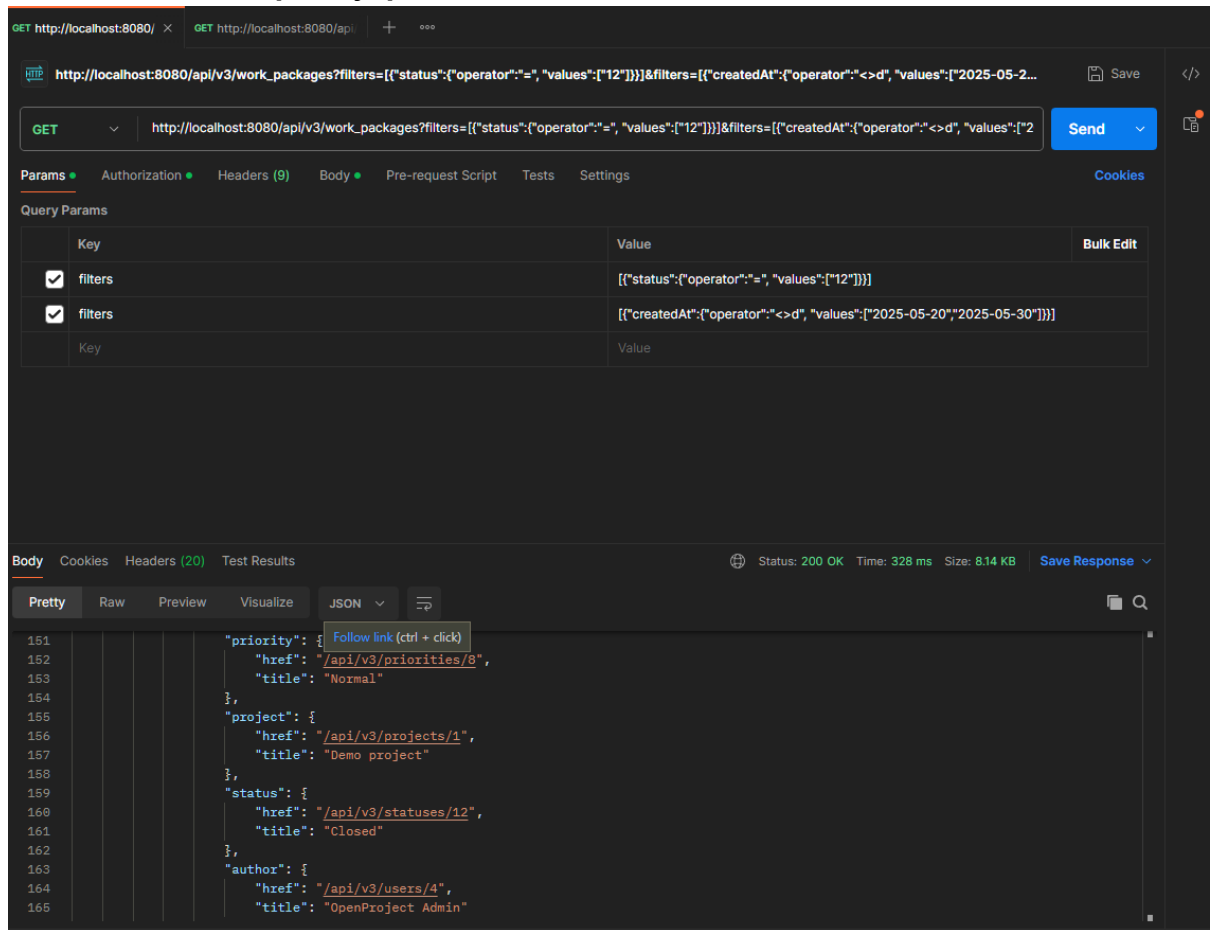 GET http://localhost:8080/ × GET http://localhost:8080/api/ + ooo
HTTP http://localhost:8080/api/v3/work_packages?filters=[{"status":{"operator":"=", "values":["12"]}}]&filters=[{"createdAt":{"operator":"<>d", "values":["2025-05-2... Save </>
GET http://localhost:8080/api/v3/work_packages?filters=[{"status":{"operator":"=", "values":["12"]}}]&filters=[{"createdAt":{"operator":"<>d", "values":["2 Send
Params Authorization Headers (9) Body Pre-request Script Tests Settings Cookies
Query Params
Key Value Bulk Edit
filters [{"status":{"operator":"=", "values":["12"]}}]
filters [{"createdAt":{"operator":"<>d", "values":["2025-05-20","2025-05-30"]}}]
Key Value
Body Cookies Headers (20) Test Results Status: 200 OK Time: 328 ms Size: 8.14 KB Save Response
Pretty Raw Preview Visualize JSON
Follow link (ctrl + click)
151 "priority": {
152 "href": "/api/v3/priorities/8",
153 "title": "Normal"
154 },
155 "project": {
156 "href": "/api/v3/projects/1",
157 "title": "Demo project"
158 },
159 "status": {
160 "href": "/api/v3/statuses/12",
161 "title": "Closed"
162 },
163 "author": {
164 "href": "/api/v3/users/4",
165 "title": "OpenProject Admin"